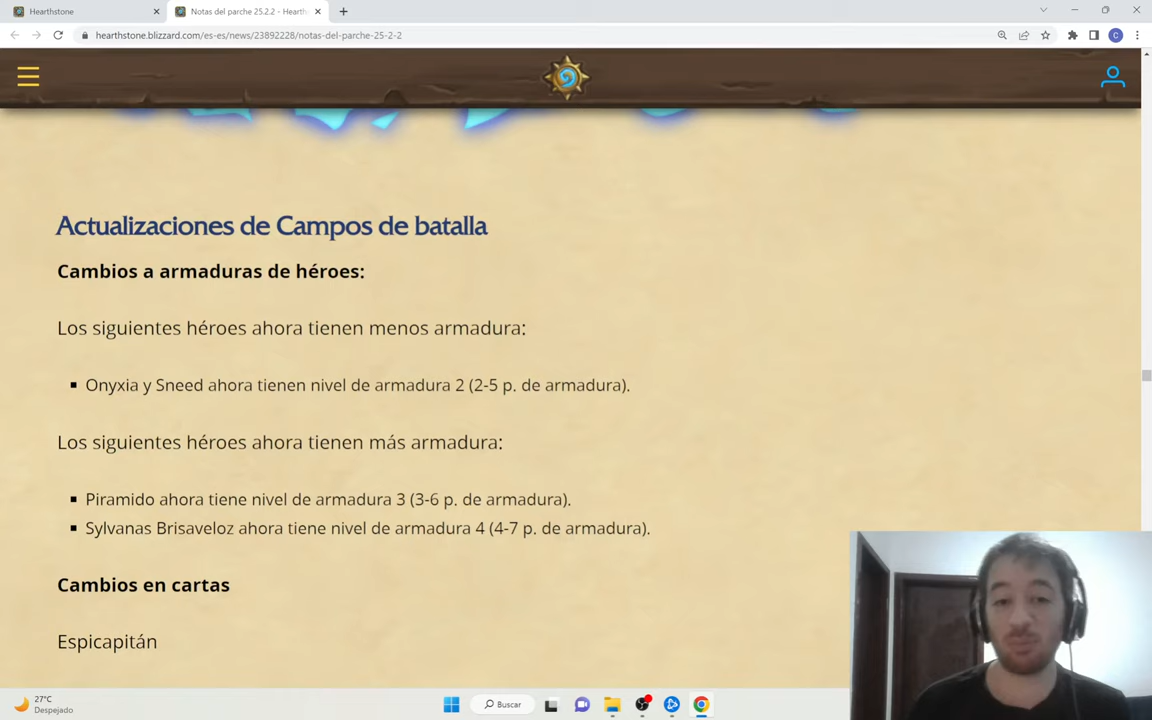 Hearthstone
Notas del parche 25.2.2 - Hearth
hearthstone.blizzard.com/es-es/news/23892228/notas-del-parche-25-2-2
C
Actualizaciones de Campos de batalla
Cambios a armaduras de héroes:
Los siguientes héroes ahora tienen menos armadura:
▪ Onyxia y Sneed ahora tienen nivel de armadura 2 (2-5 p. de armadura).
Los siguientes héroes ahora tienen más armadura:
▪ Piramido ahora tiene nivel de armadura 3 (3-6 p. de armadura).
▪ Sylvanas Brisaveloz ahora tiene nivel de armadura 4 (4-7 p. de armadura).
Cambios en cartas
Espicapitán
27°C
Despejado
Buscar